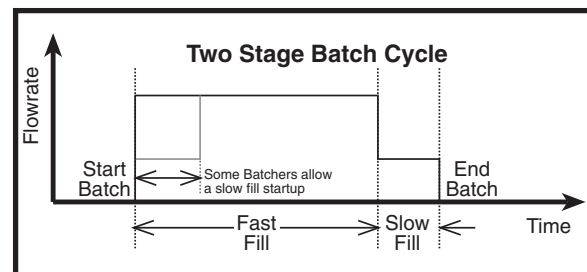 Two Stage Batch Cycle
Flowrate
Start
Batch
Some Batchers allow
a slow fill startup
End
Batch
Fast
Fill
Slow
Fill
Time